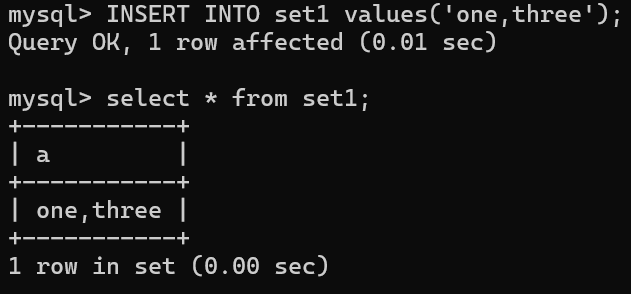 mysql> INSERT INTO set1 values('one,three');
Query OK, 1 row affected (0.01 sec)
mysql> select * from set1;
+-----------+
| a         |
+-----------+
| one,three |
+-----------+
1 row in set (0.00 sec)